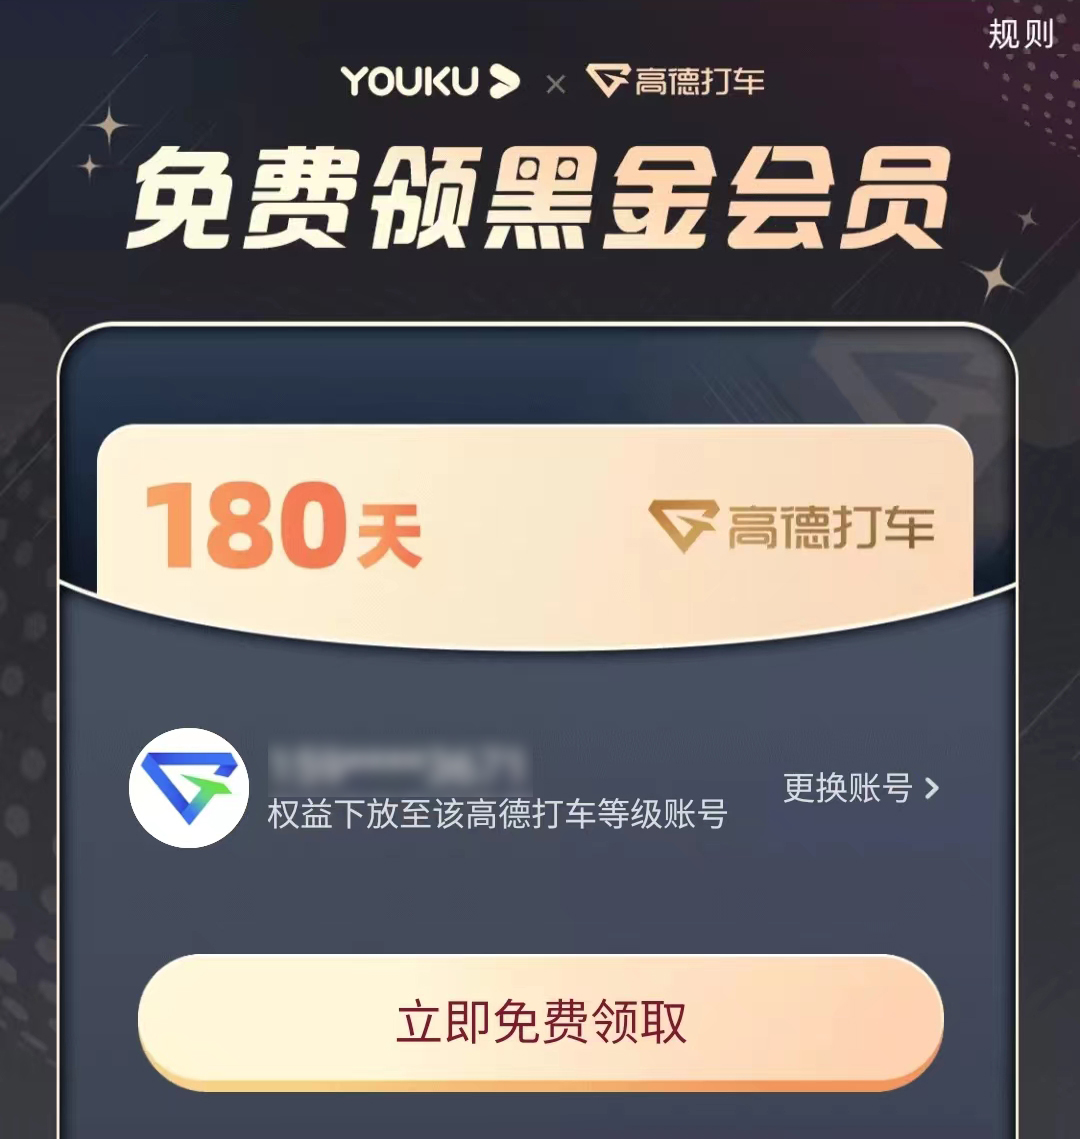 规则
YOUKU × 高德打车
免费领黑金会员
180天 高德打车
权益下放至该高德打车等级账号
更换账号 >
立即免费领取